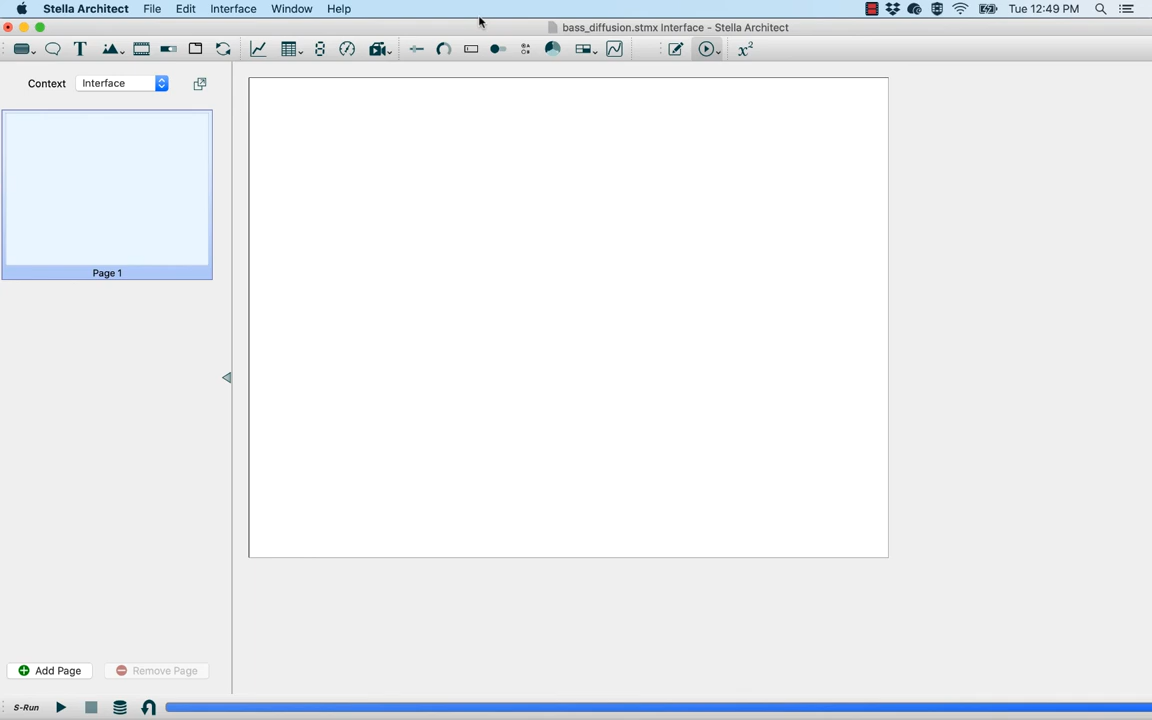 Stella Architect File Edit Interface Window Help Tue 12:49 PM
bass_diffusion.stmx Interface - Stella Architect
T x²
Context Interface
Page 1
Add Page Remove Page
S-Run